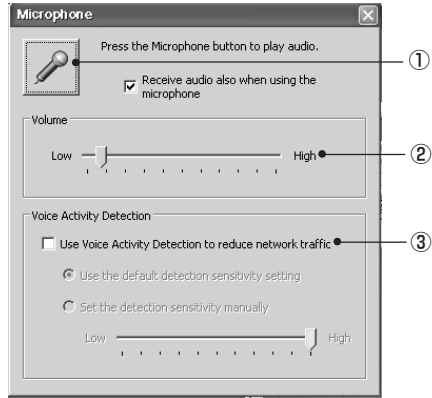 Microphone
Press the Microphone button to play audio.
①
Receive audio also when using the
microphone
Volume
Low High ②
Voice Activity Detection
Use Voice Activity Detection to reduce network traffic ③
Use the default detection sensitivity setting
Set the detection sensitivity manually
Low High